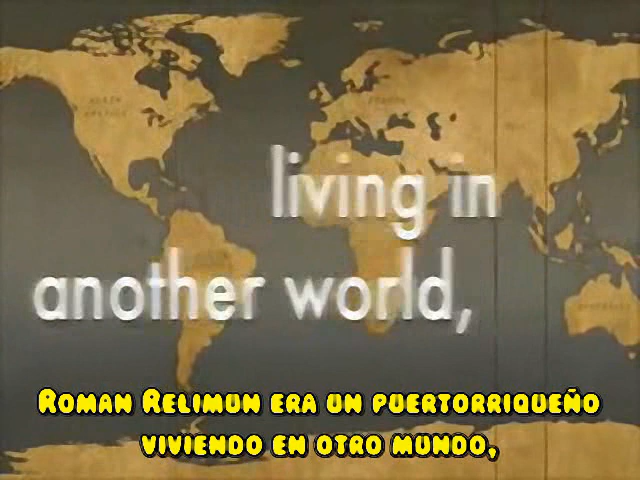 living in
another world,
Roman Relimun era un puertorriqueño
viviendo en otro mundo,